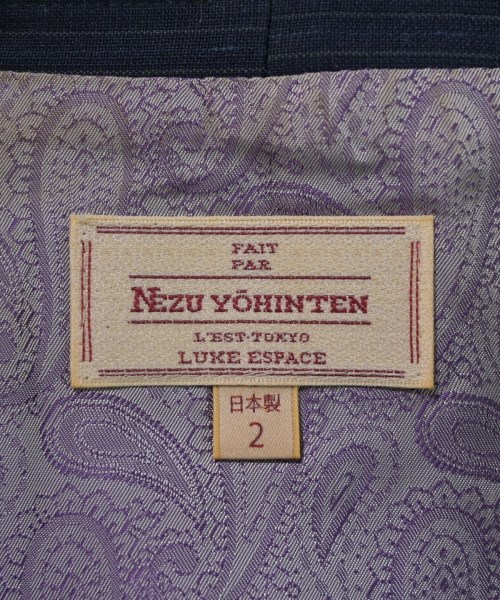 FAIT
PAR
NEZU YŌHINTEN
L'EST·TOKYO
LUKE ESPACE
日本製
2